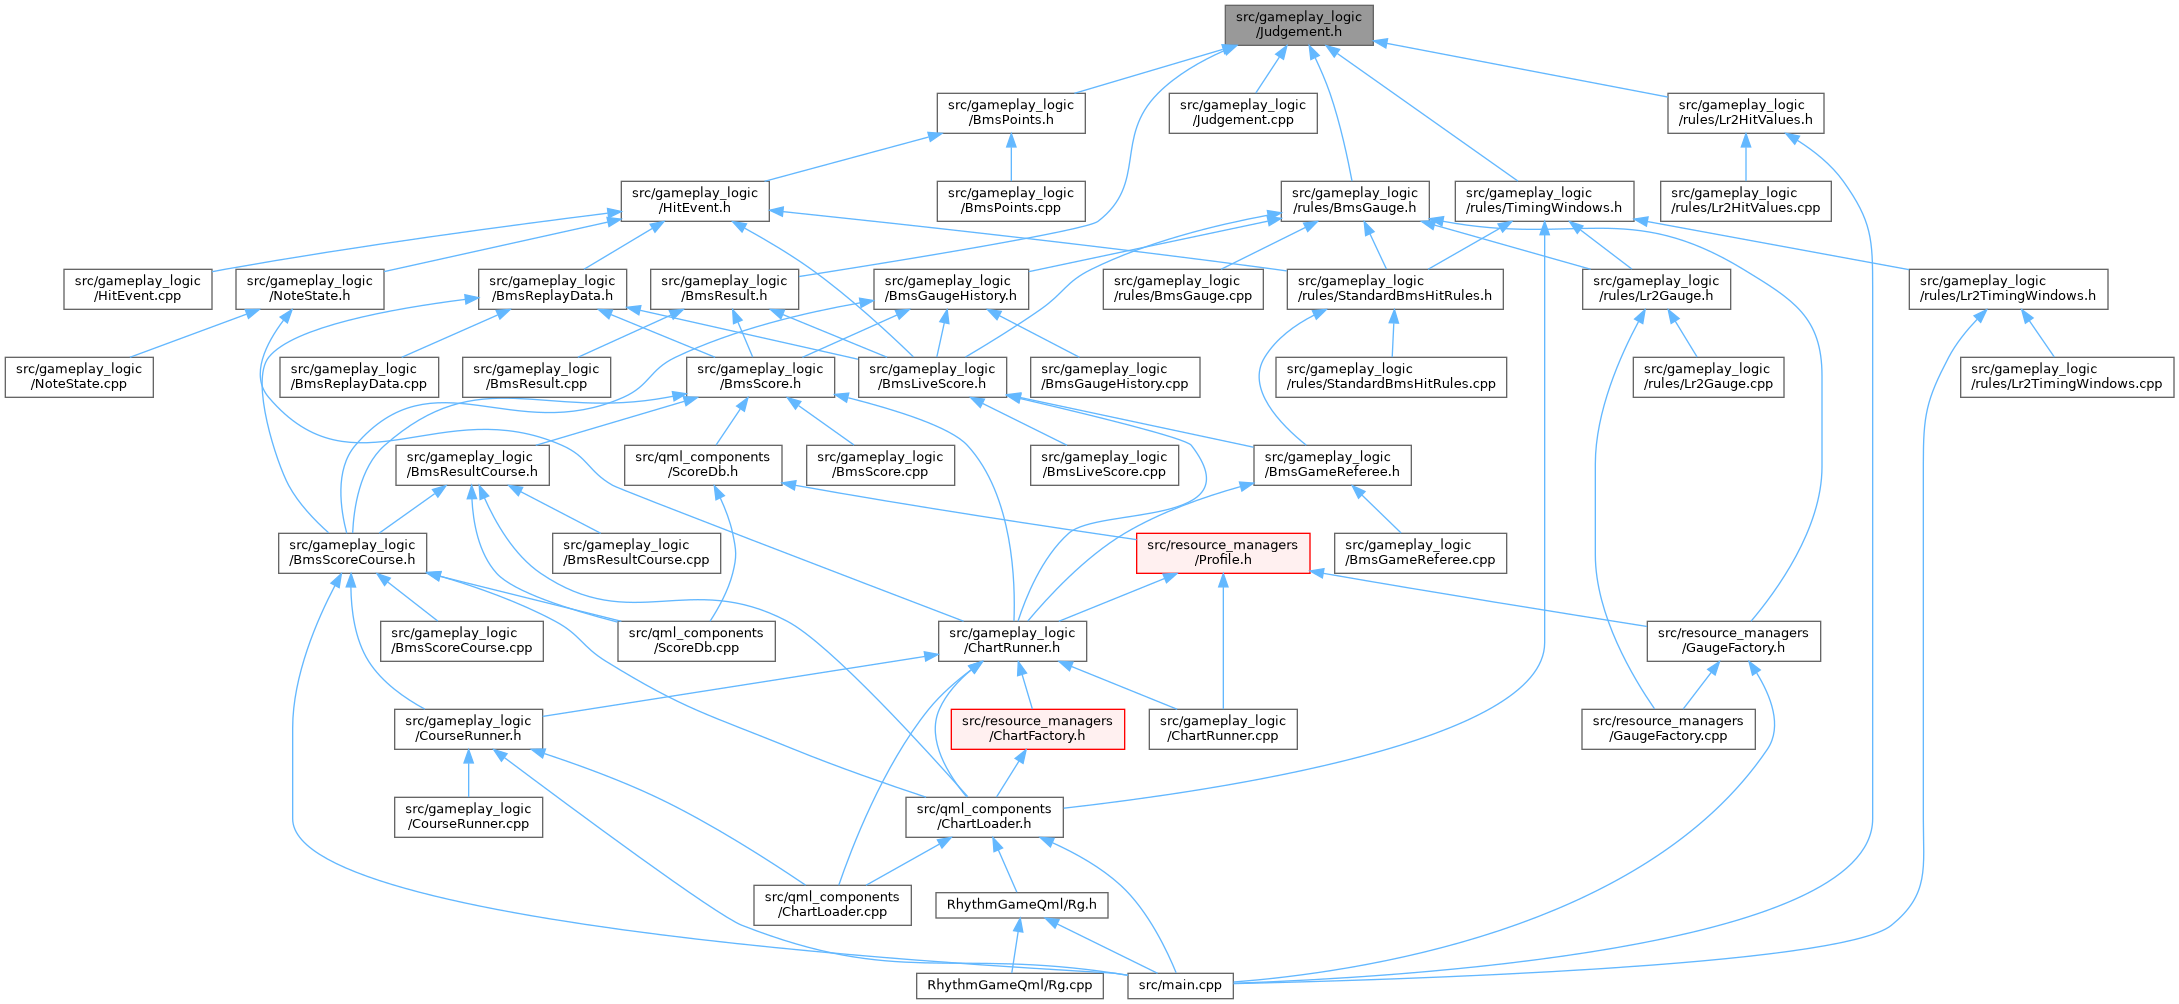 src/gameplay_logic
/Judgement.h
src/gameplay_logic
/BmsPoints.h
src/gameplay_logic
/Judgement.cpp
src/gameplay_logic
/rules/Lr2HitValues.h
src/gameplay_logic
/HitEvent.h
src/gameplay_logic
/BmsPoints.cpp
src/gameplay_logic
/rules/BmsGauge.h
src/gameplay_logic
/rules/TimingWindows.h
src/gameplay_logic
/rules/Lr2HitValues.cpp
src/gameplay_logic
/HitEvent.cpp
src/gameplay_logic
/NoteState.h
src/gameplay_logic
/BmsReplayData.h
src/gameplay_logic
/BmsResult.h
src/gameplay_logic
/BmsGaugeHistory.h
src/gameplay_logic
/rules/BmsGauge.cpp
src/gameplay_logic
/rules/StandardBmsHitRules.h
src/gameplay_logic
/rules/Lr2Gauge.h
src/gameplay_logic
/rules/Lr2TimingWindows.h
src/gameplay_logic
/NoteState.cpp
src/gameplay_logic
/BmsReplayData.cpp
src/gameplay_logic
/BmsResult.cpp
src/gameplay_logic
/BmsScore.h
src/gameplay_logic
/BmsLiveScore.h
src/gameplay_logic
/BmsGaugeHistory.cpp
src/gameplay_logic
/rules/StandardBmsHitRules.cpp
src/gameplay_logic
/rules/Lr2Gauge.cpp
src/gameplay_logic
/rules/Lr2TimingWindows.cpp
src/gameplay_logic
/BmsResultCourse.h
src/qml_components
/ScoreDb.h
src/gameplay_logic
/BmsScore.cpp
src/gameplay_logic
/BmsLiveScore.cpp
src/gameplay_logic
/BmsGameReferee.h
src/gameplay_logic
/BmsScoreCourse.h
src/gameplay_logic
/BmsResultCourse.cpp
src/resource_managers
/Profile.h
src/gameplay_logic
/BmsGameReferee.cpp
src/gameplay_logic
/BmsScoreCourse.cpp
src/qml_components
/ScoreDb.cpp
src/gameplay_logic
/ChartRunner.h
src/resource_managers
/GaugeFactory.h
src/gameplay_logic
/CourseRunner.h
src/resource_managers
/ChartFactory.h
src/gameplay_logic
/ChartRunner.cpp
src/resource_managers
/GaugeFactory.cpp
src/gameplay_logic
/CourseRunner.cpp
src/qml_components
/ChartLoader.h
src/qml_components
/ChartLoader.cpp
RhythmGameQml/Rg.h
RhythmGameQml/Rg.cpp
src/main.cpp